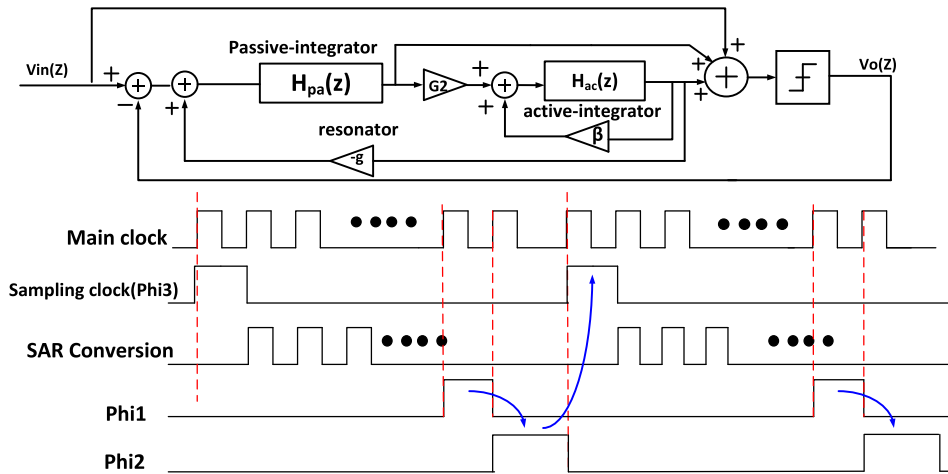 Vin(Z)
+
−
+
+
Passive-integrator
Hpa(z)
G2
+
+
+
Hac(z)
active-integrator
β
resonator
-g
+
+
+
+
Vo(Z)
Main clock
Sampling clock(Phi3)
SAR Conversion
Phi1
Phi2